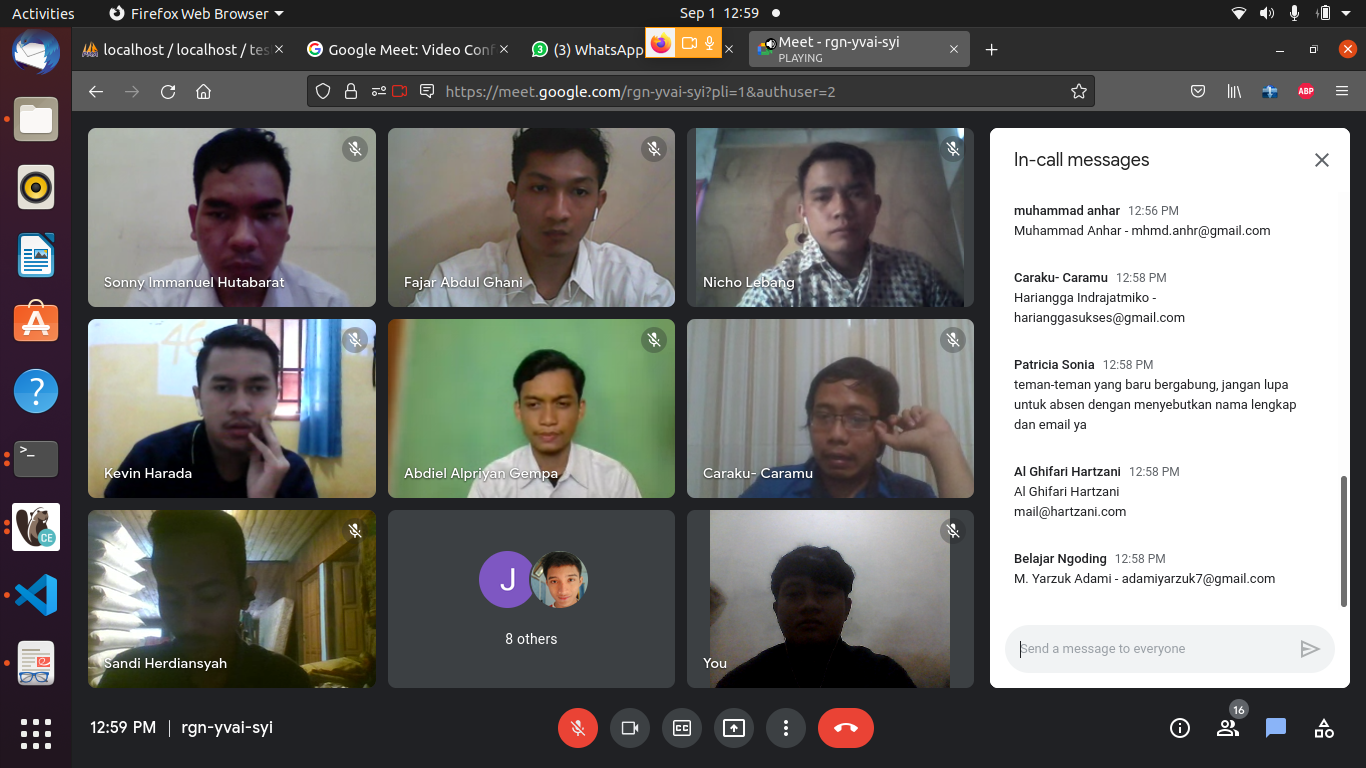 Activities
Firefox Web Browser
Sep 1 12:59
localhost / localhost / tes
Google Meet: Video Conf
3
(3) WhatsApp
Meet - rgn-yvai-syi
PLAYING
https://meet.google.com/rgn-yvai-syi?pli=1&authuser=2
ABP
Sonny Immanuel Hutabarat
Fajar Abdul Ghani
Nicho Lebang
46
Kevin Harada
Abdiel Alpriyan Gempa
Caraku- Caramu
Sandi Herdiansyah
J
8 others
You
In-call messages
muhammad anhar 12:56 PM
Muhammad Anhar - mhmd.anhr@gmail.com
Caraku- Caramu 12:58 PM
Hariangga Indrajatmiko -
harianggasukses@gmail.com
Patricia Sonia 12:58 PM
teman-teman yang baru bergabung, jangan lupa
untuk absen dengan menyebutkan nama lengkap
dan email ya
Al Ghifari Hartzani 12:58 PM
Al Ghifari Hartzani
mail@hartzani.com
Belajar Ngoding 12:58 PM
M. Yarzuk Adami - adamiyarzuk7@gmail.com
Send a message to everyone
12:59 PM | rgn-yvai-syi
CC
16
A
?
>_
CE